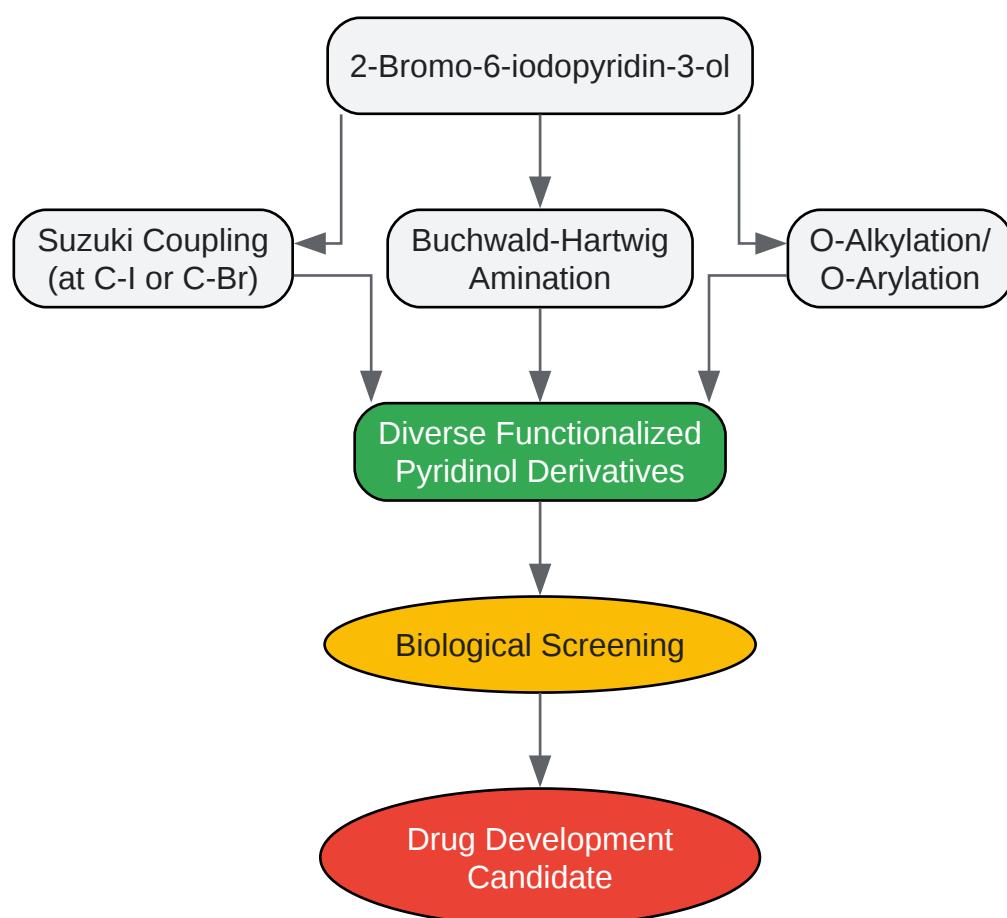 2-Bromo-6-iodopyridin-3-ol
Suzuki Coupling
(at C-I or C-Br)
Buchwald-Hartwig
Amination
O-Alkylation/
O-Arylation
Diverse Functionalized
Pyridinol Derivatives
Biological Screening
Drug Development
Candidate